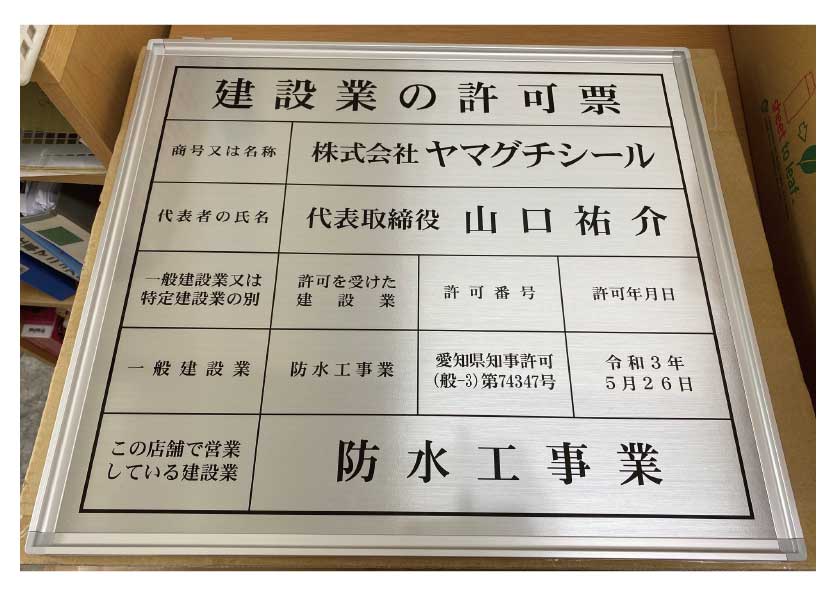 建設業の許可票
商号又は名称
株式会社ヤマグチシール
代表者の氏名
代表取締役 山口祐介
一般建設業又は
特定建設業の別
許可を受けた
建設業
許可番号
許可年月日
一般建設業
防水工事業
愛知県知事許可
(般-3)第74347号
令和3年
5月26日
この店舗で営業
している建設業
防水工事業
sheet to leaf.